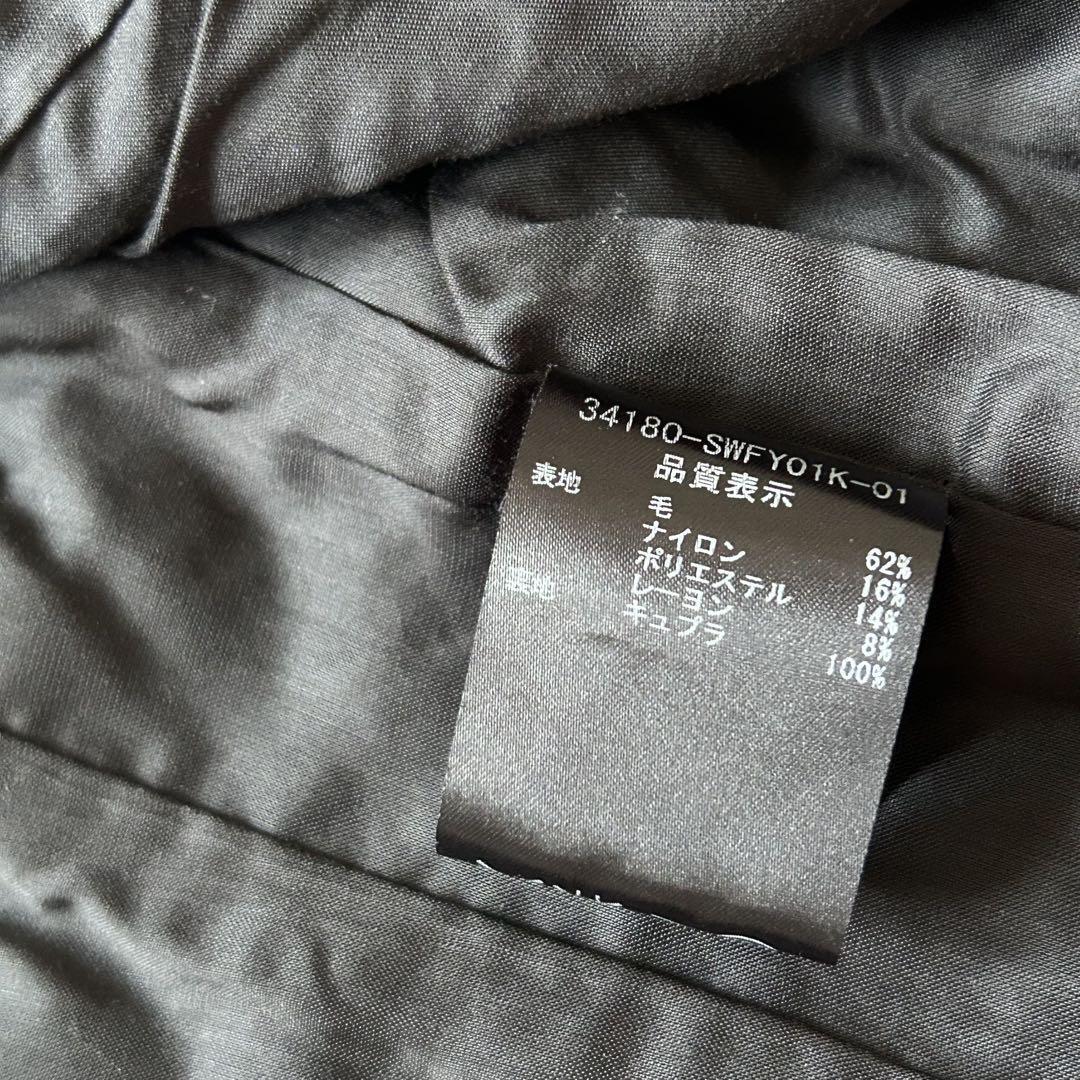 34180-SWFY01K-01
品質表示
表地 毛 62%
ナイロン 16%
ポリエステル 14%
レーヨン 8%
裏地 キュプラ 100%